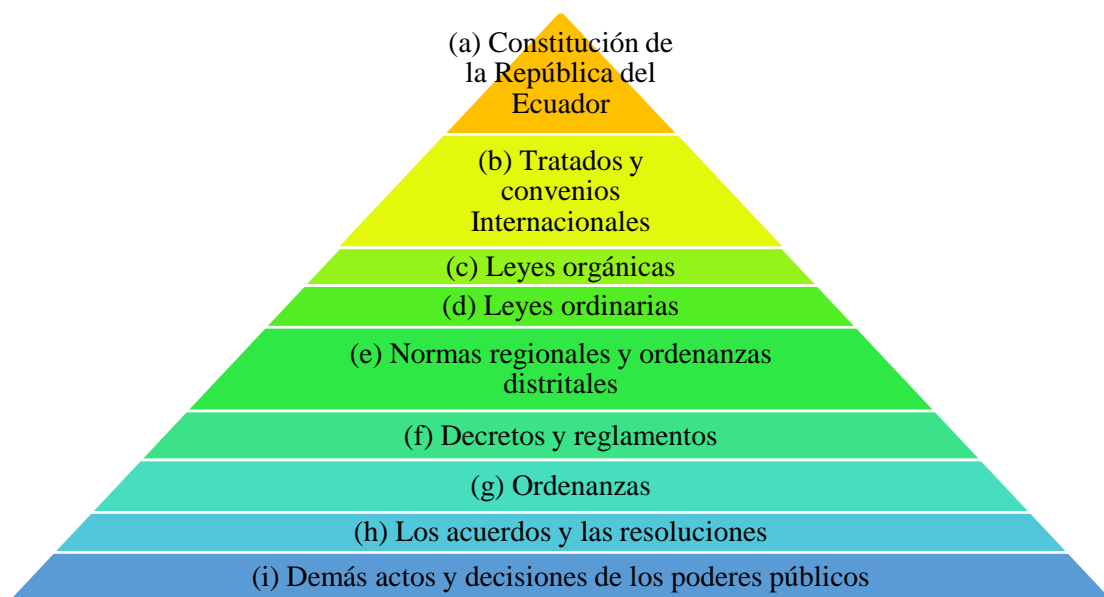 (a) Constitución de
la República del
Ecuador
(b) Tratados y
convenios
Internacionales
(c) Leyes orgánicas
(d) Leyes ordinarias
(e) Normas regionales y ordenanzas
distritales
(f) Decretos y reglamentos
(g) Ordenanzas
(h) Los acuerdos y las resoluciones
(i) Demás actos y decisiones de los poderes públicos